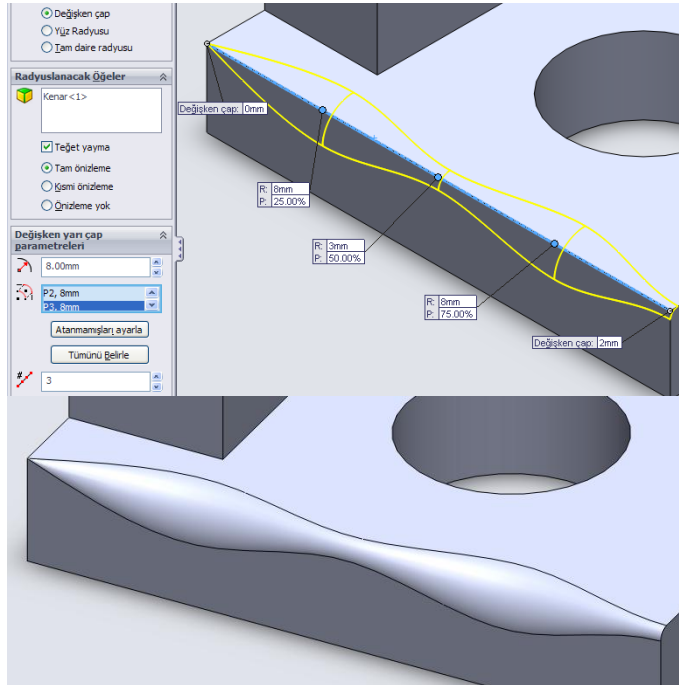 Değişken çap
Yüz Radyusu
Tam daire radyusu
Radyuslanacak Öğeler
Kenar<1>
Teğet yayma
Tam önizleme
Kısmi önizleme
Önizleme yok
Değişken yarı çap
parametreleri
8.00mm
P2, 8mm
P3, 8mm
Atanmamışları ayarla
Tümünü Belirle
#
3
Değişken çap: 0mm
R: 8mm
P: 25.00%
R: 3mm
P: 50.00%
R: 8mm
P: 75.00%
Değişken çap: 2mm